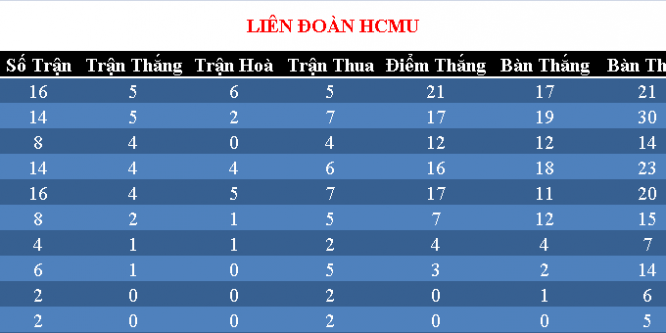 LIÊN ĐOÀN HCMU
Số Trận Trận Thắng Trận Hoà Trận Thua Điểm Thắng Bàn Thắng Bàn Th
16 5 6 5 21 17 21
14 5 2 7 17 19 30
8 4 0 4 12 12 14
14 4 4 6 16 18 23
16 4 5 7 17 11 20
8 2 1 5 7 12 15
4 1 1 2 4 4 7
6 1 0 5 3 2 14
2 0 0 2 0 1 6
2 0 0 2 0 0 5